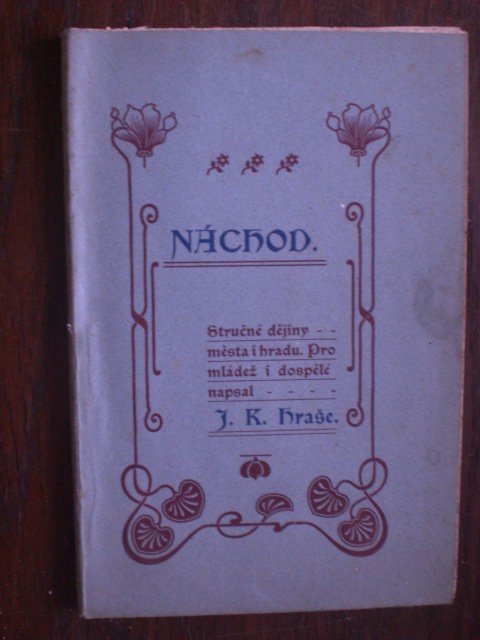 NÁCHOD.
Stručné dějiny - -
města i hradu. Pro
mládež i dospělé
napsal - - - -
J. K. Hraše.